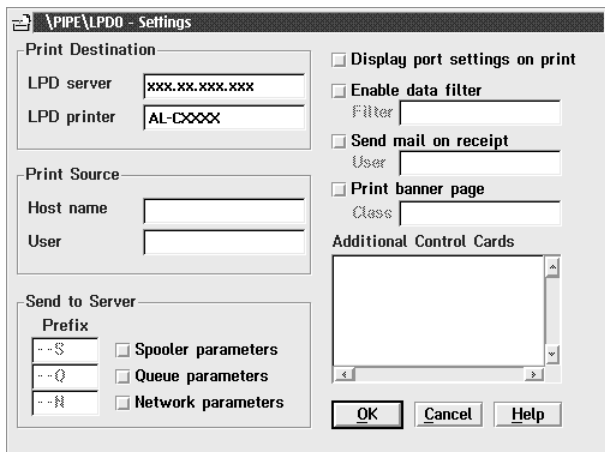 \PIPE\LPD0 - Settings
Print Destination
LPD server
xxx.xx.xxx.xxx
LPD printer
AL-CXXXX
Print Source
Host name
User
Send to Server
Prefix
--S
Spooler parameters
--Q
Queue parameters
--N
Network parameters
Display port settings on print
Enable data filter
Filter
Send mail on receipt
User
Print banner page
Class
Additional Control Cards
OK
Cancel
Help